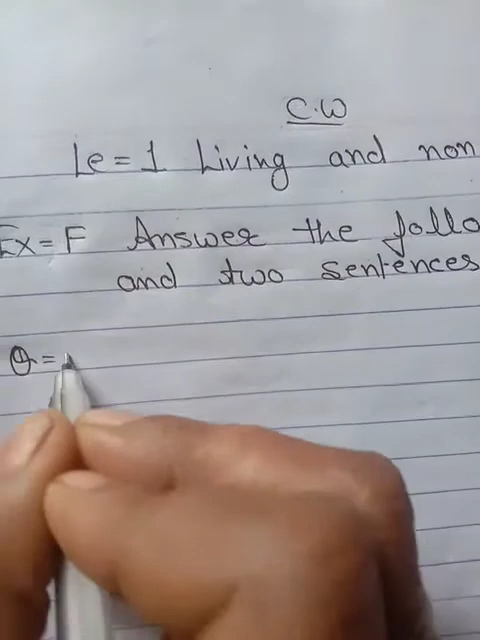 C.W
Le=1 Living and non
Ex=F Answer the follo
and two sentences
Q=